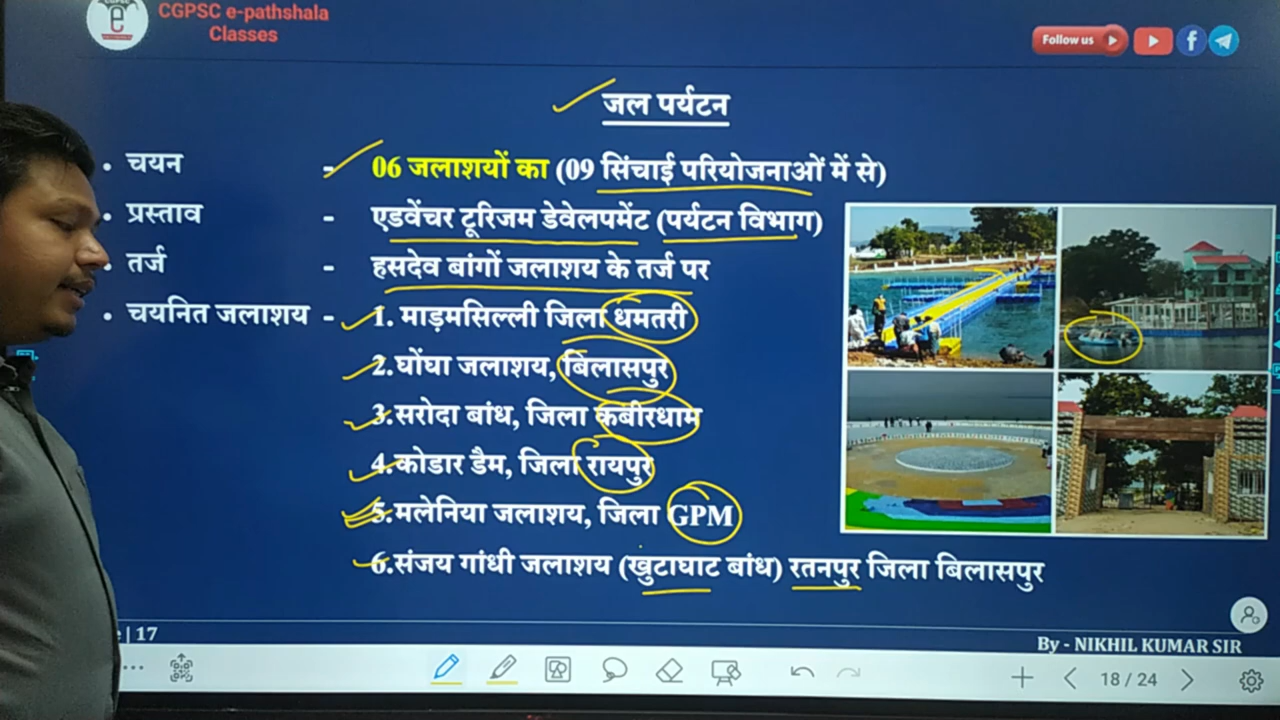 CGPSC
e
CGPSC e-pathshala
Classes
Follow us
जल पर्यटन
• चयन - 06 जलाशयों का (09 सिंचाई परियोजनाओं में से)
• प्रस्ताव - एडवेंचर टूरिजम डेवेलपमेंट (पर्यटन विभाग)
• तर्ज - हसदेव बांगों जलाशय के तर्ज पर
• चयनित जलाशय - 1. माड़मसिल्ली जिला धमतरी
2.घोंघा जलाशय, बिलासपुर
3.सरोदा बांध, जिला कबीरधाम
4.कोडार डैम, जिला रायपुर
5.मलेनिया जलाशय, जिला GPM
6.संजय गांधी जलाशय (खुटाघाट बांध) रतनपुर जिला बिलासपुर
| 17
By - NIKHIL KUMAR SIR
18 / 24